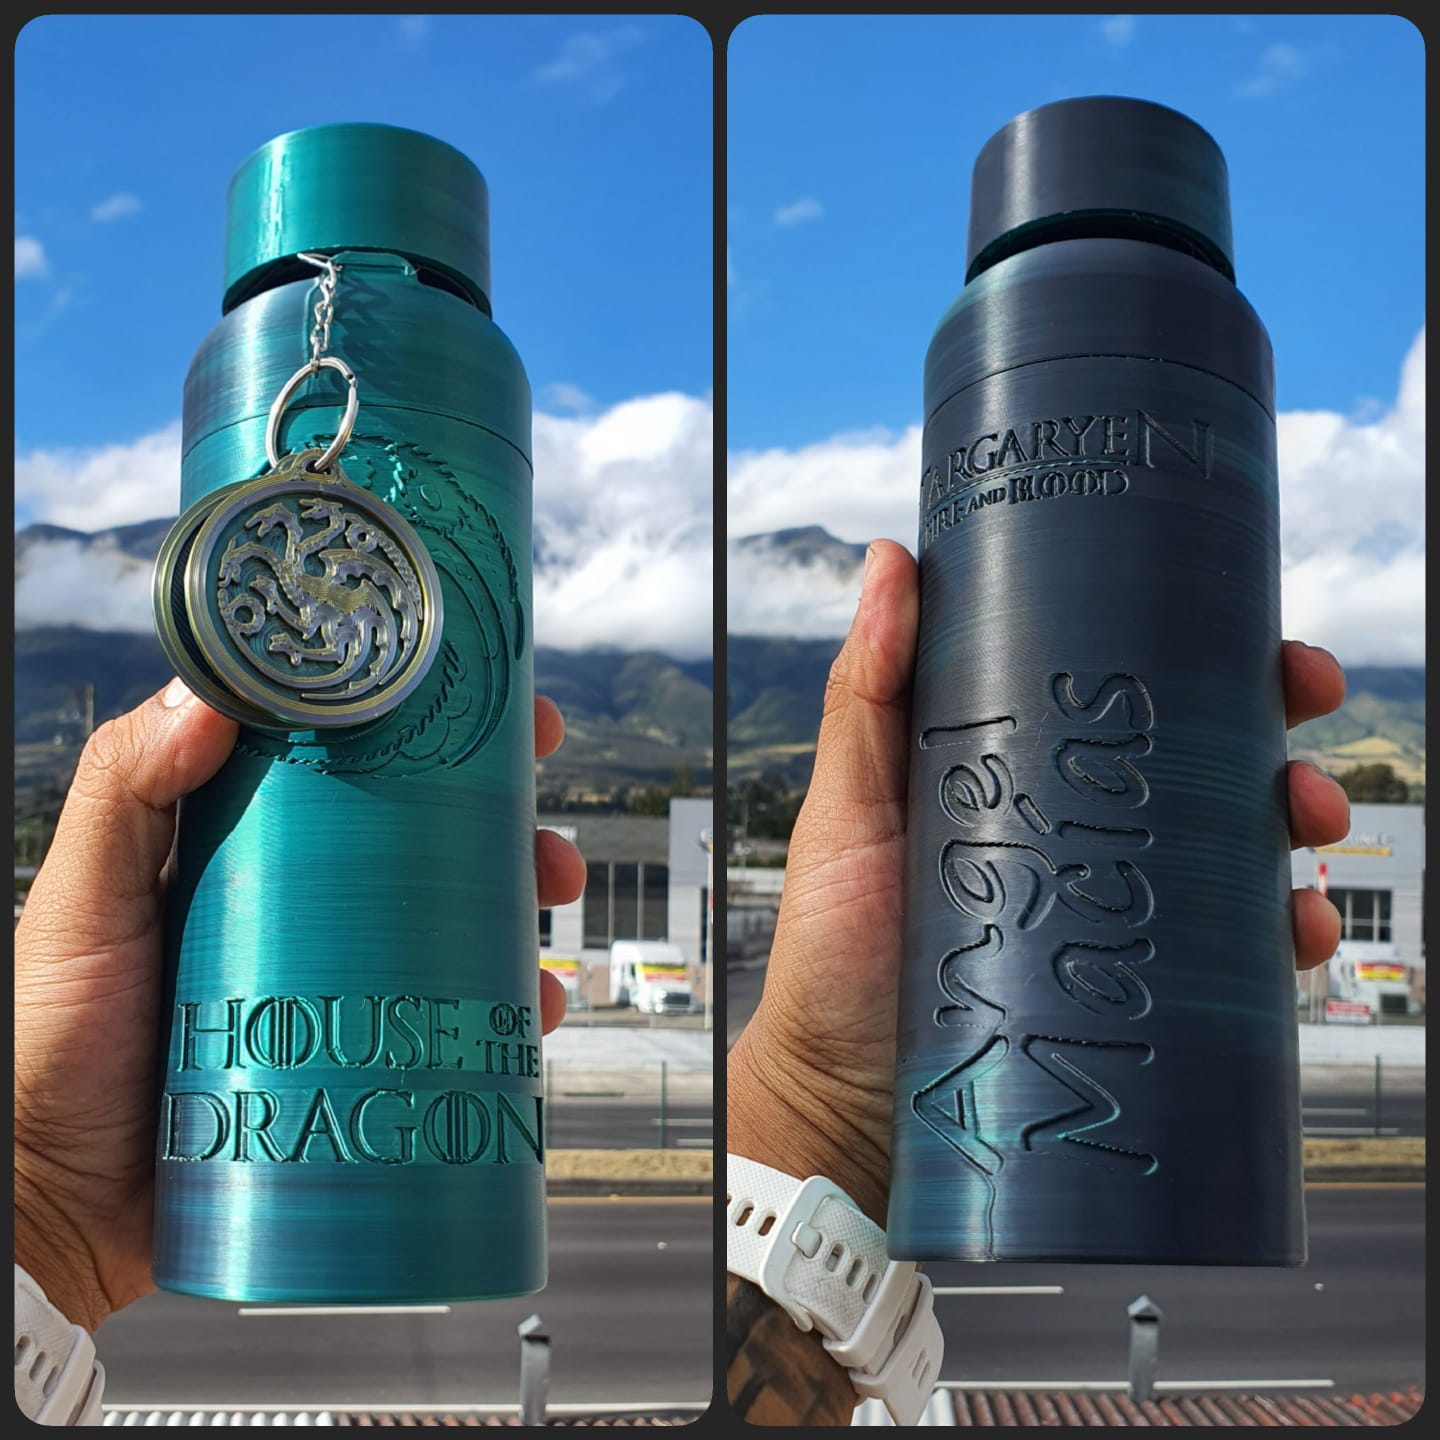 HOUSE OF
THE
DRAGON
TARGARYEN
FIRE AND BLOOD
Angel
Macias